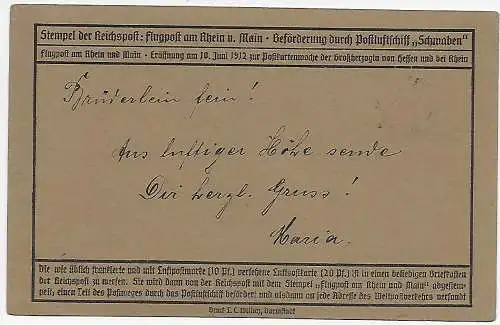 Stempel der Reichspost: Flugpost am Rhein u. Main - Beförderung durch Postluftschiff „Schwaben"
Flugpost am Rhein und Main - Eröffnung am 10. Juni 1912 zur Postkartenwoche der Großherzogin von Hessen und bei Rhein
Brüderlein fein!
Aus luftiger Höhe sende
Dir herzl. Gruss!
Maria.
Die wie üblich frankierte und mit Luftpostmarke (10 Pf.) versehene Luftpostkarte (20 Pf.) ist in einen beliebigen Briefkasten
der Reichspost zu werfen. Sie wird dann von der Reichspost mit dem Stempel „Flugpost am Rhein und Main" abgestem-
pelt, einen Teil des Postweges durch das Postluftschiff befördert und alsdann an jede Adresse des Weltpostverkehrs versandt
Druck L. C. Wittich, Darmstadt